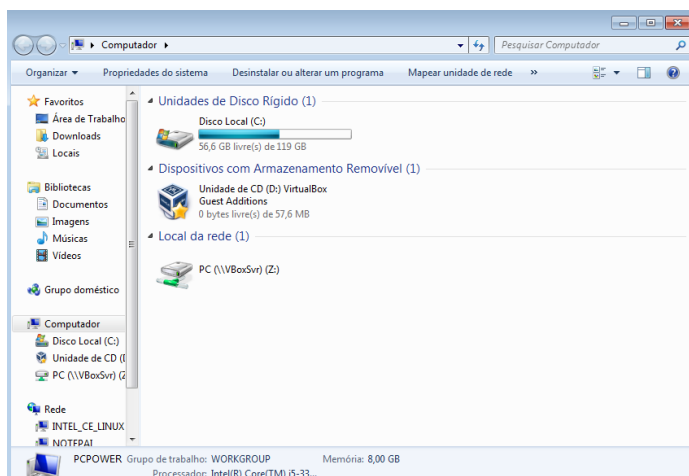 Computador
Pesquisar Computador
Organizar
Propriedades do sistema
Desinstalar ou alterar um programa
Mapear unidade de rede
»
Favoritos
Área de Trabalho
Downloads
Locais
Bibliotecas
Documentos
Imagens
Músicas
Vídeos
Grupo doméstico
Computador
Disco Local (C:)
Unidade de CD (
PC (\\VBoxSvr) (Z
Rede
INTEL_CE_LINUX
NOTEPAI
Unidades de Disco Rígido (1)
Disco Local (C:)
56,6 GB livre(s) de 119 GB
Dispositivos com Armazenamento Removível (1)
Unidade de CD (D:) VirtualBox
Guest Additions
0 bytes livre(s) de 57,6 MB
Local da rede (1)
PC (\\VBoxSvr) (Z:)
PCPOWER Grupo de trabalho: WORKGROUP Memória: 8,00 GB
Processador: Intel(R) Core(TM) i5-33...